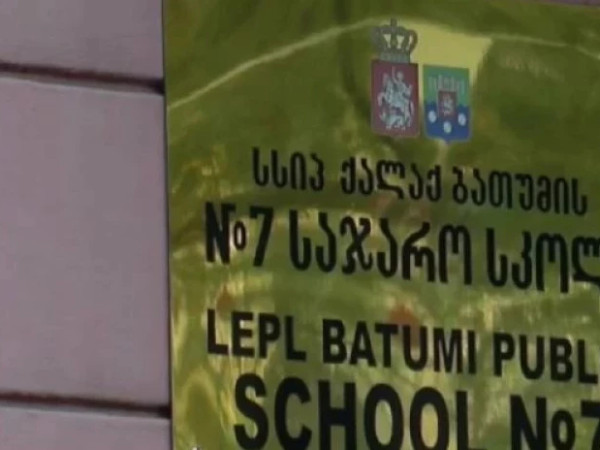 სსიპ ქალაქ ბათუმის
№7 საჯარო სკოლ
LEPL BATUMI PUBL
SCHOOL №7